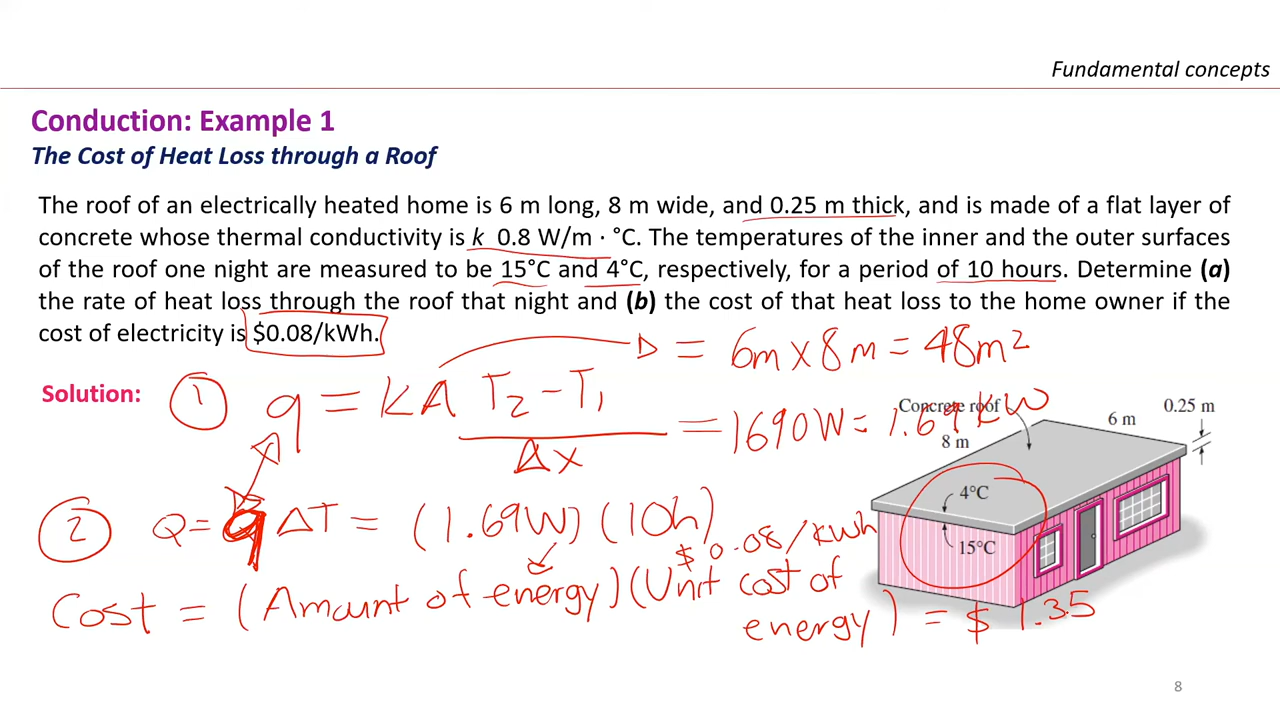 Fundamental concepts
Conduction: Example 1
The Cost of Heat Loss through a Roof
The roof of an electrically heated home is 6 m long, 8 m wide, and 0.25 m thick, and is made of a flat layer of
concrete whose thermal conductivity is k 0.8 W/m · °C. The temperatures of the inner and the outer surfaces
of the roof one night are measured to be 15°C and 4°C, respectively, for a period of 10 hours. Determine (a)
the rate of heat loss through the roof that night and (b) the cost of that heat loss to the home owner if the
cost of electricity is $0.08/kWh.
= 6m x 8m = 48m²
Solution:
① q = KA (T₂ - T₁)/Δx = 1690W = 1.69 KW
Concrete roof
8 m
6 m
0.25 m
4°C
15°C
② Q = q ΔT = (1.69W) (10h)
$ 0.08/kWh
Cost = (Amount of energy) (Unit cost of
energy) = $ 1.35
8